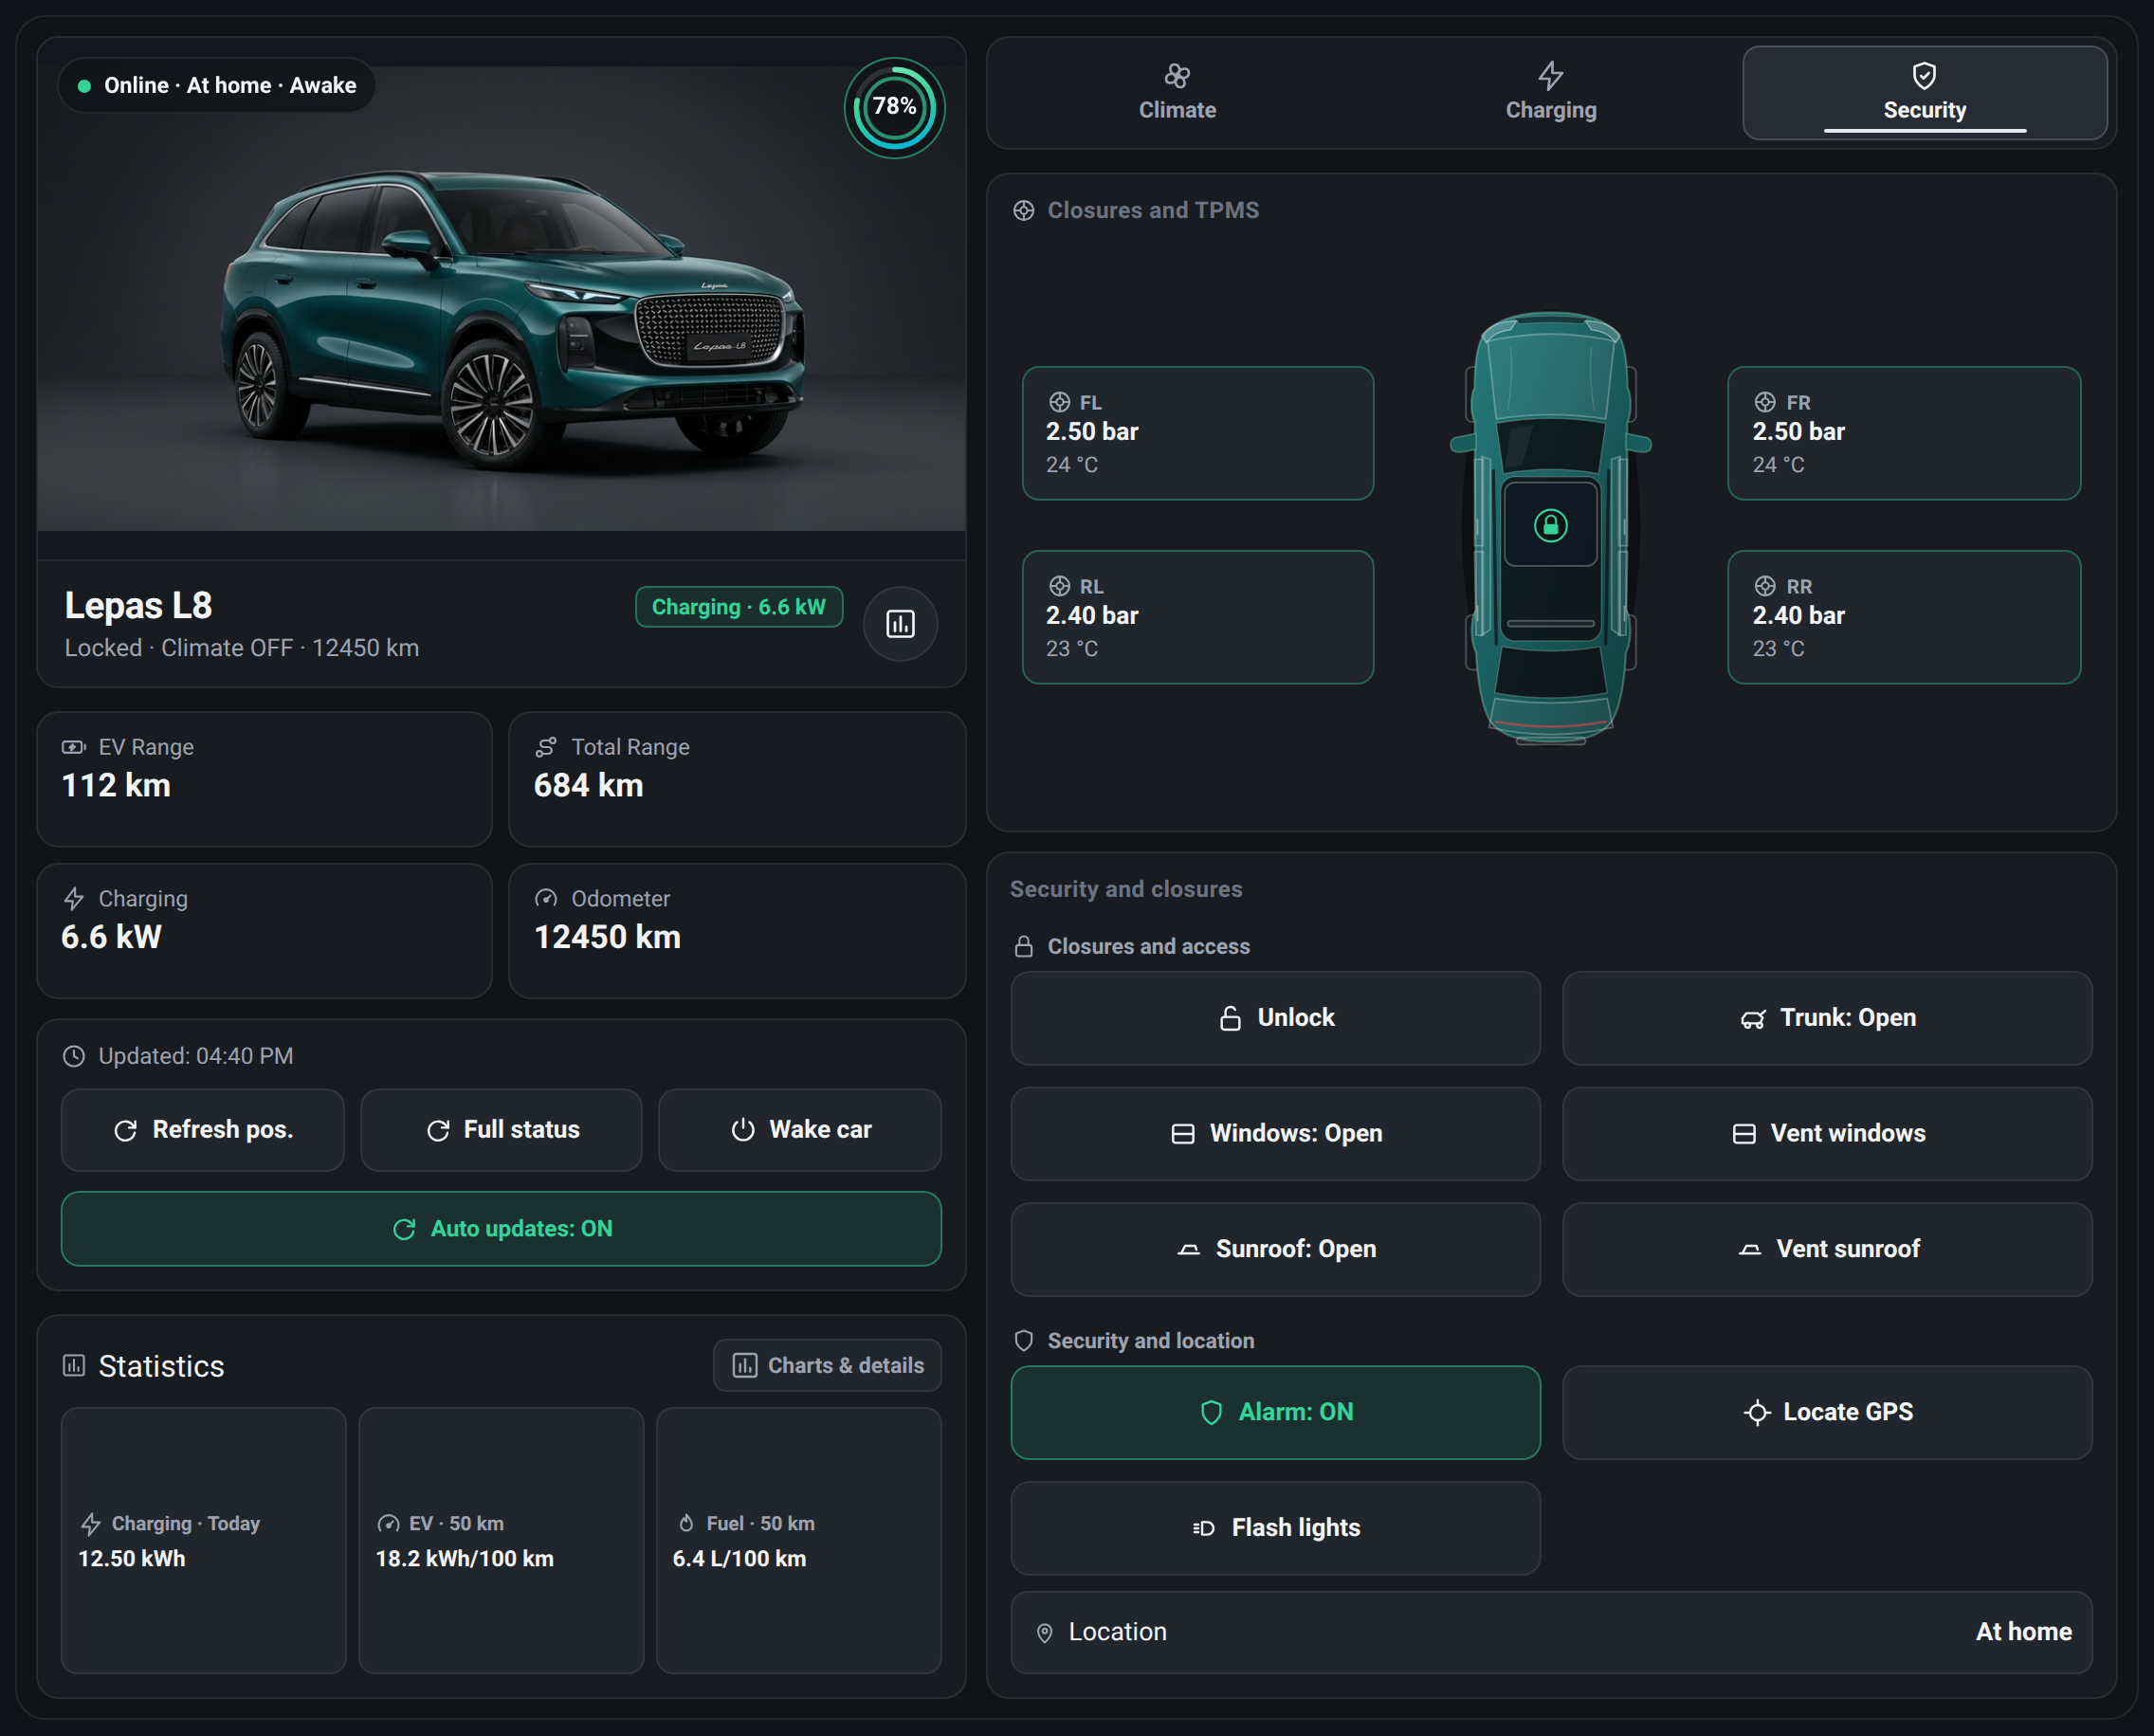 Online · At home · Awake
78%
Lepas
Lepas L8
Lepas L8
Charging · 6.6 kW
Locked · Climate OFF · 12450 km
EV Range
112 km
Total Range
684 km
Charging
6.6 kW
Odometer
12450 km
Updated: 04:40 PM
Refresh pos.
Full status
Wake car
Auto updates: ON
Statistics
Charts & details
Charging · Today
12.50 kWh
EV · 50 km
18.2 kWh/100 km
Fuel · 50 km
6.4 L/100 km
Climate
Charging
Security
Closures and TPMS
FL
2.50 bar
24 °C
FR
2.50 bar
24 °C
RL
2.40 bar
23 °C
RR
2.40 bar
23 °C
Security and closures
Closures and access
Unlock
Trunk: Open
Windows: Open
Vent windows
Sunroof: Open
Vent sunroof
Security and location
Alarm: ON
Locate GPS
Flash lights
Location
At home